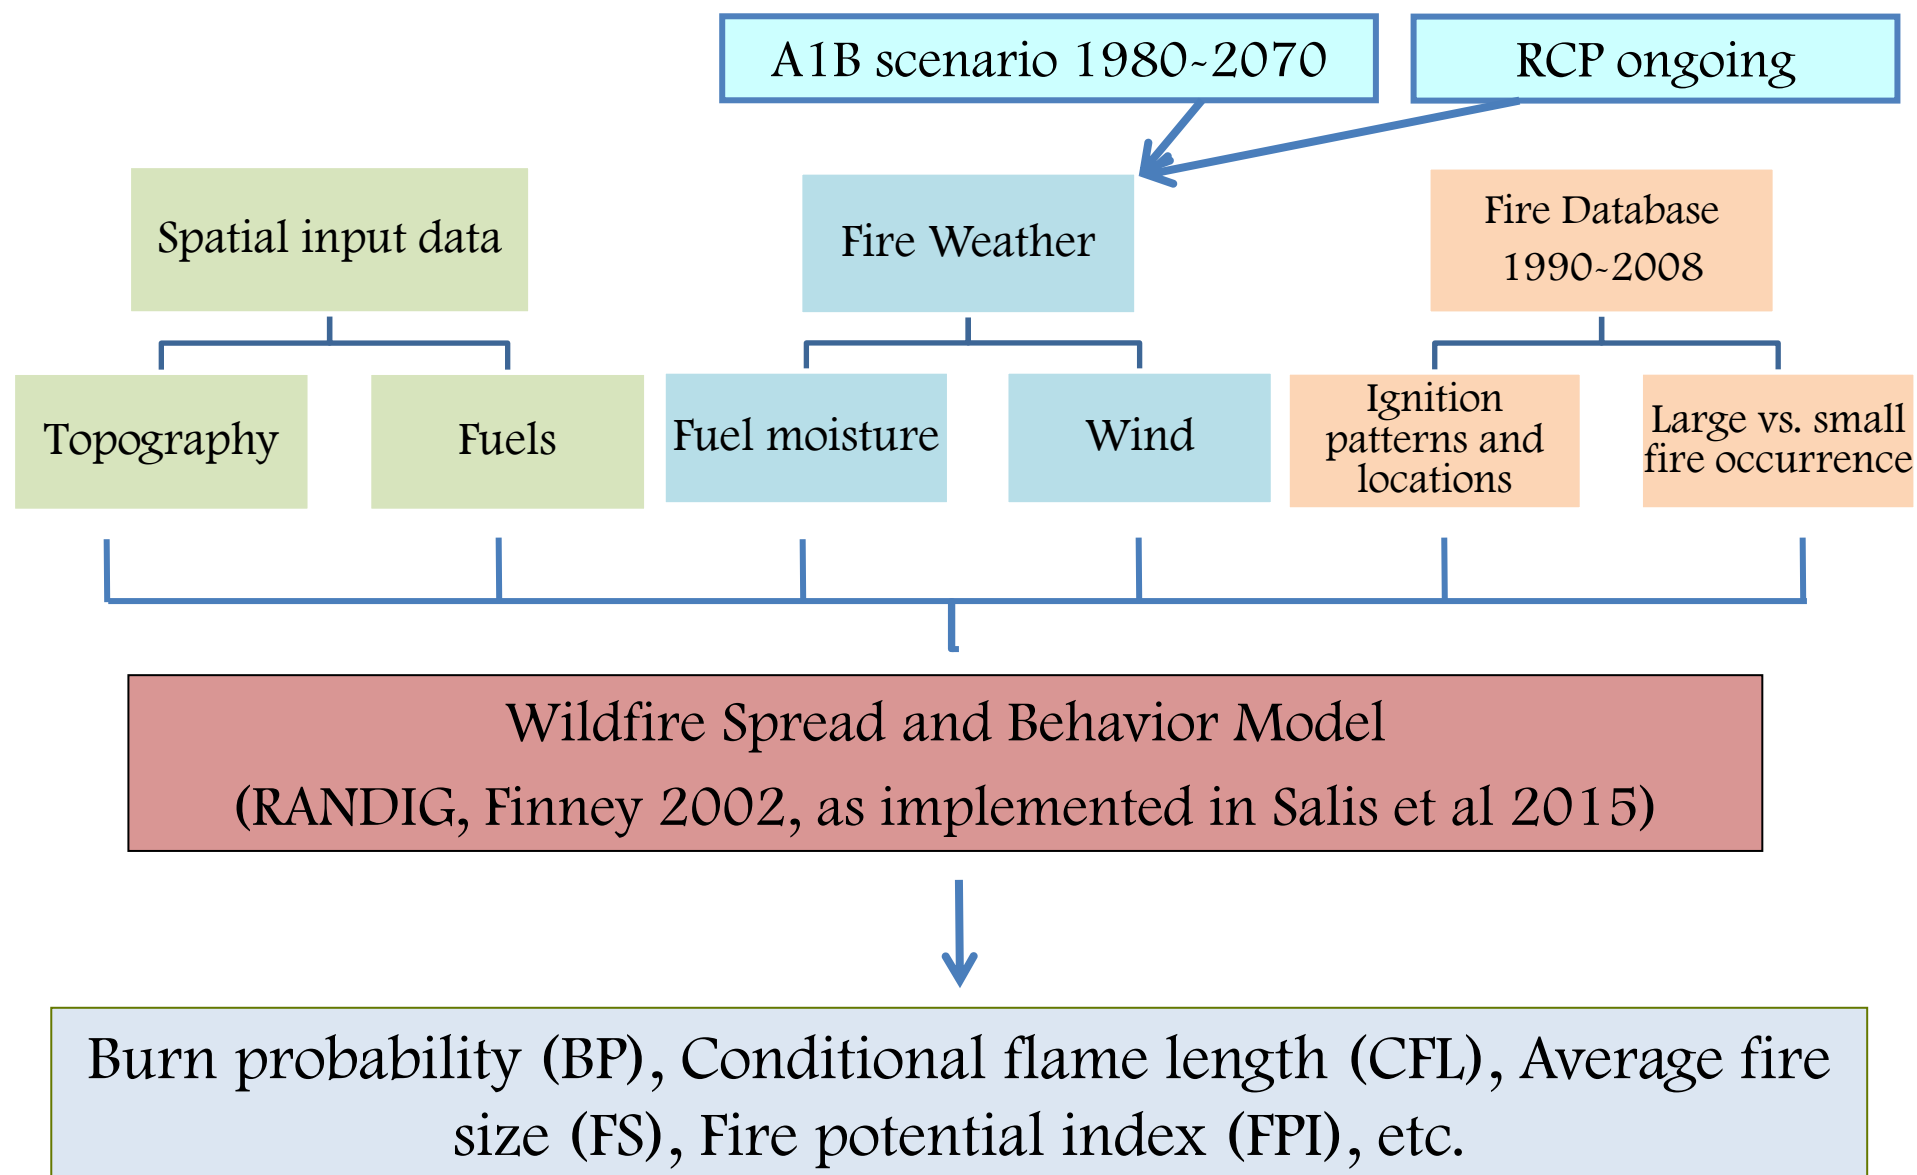 A1B scenario 1980-2070
RCP ongoing
Spatial input data
Fire Weather
Fire Database
1990-2008
Topography
Fuels
Fuel moisture
Wind
Ignition
patterns and
locations
Large vs. small
fire occurrence
Wildfire Spread and Behavior Model
(RANDIG, Finney 2002, as implemented in Salis et al 2015)
Burn probability (BP), Conditional flame length (CFL), Average fire
size (FS), Fire potential index (FPI), etc.